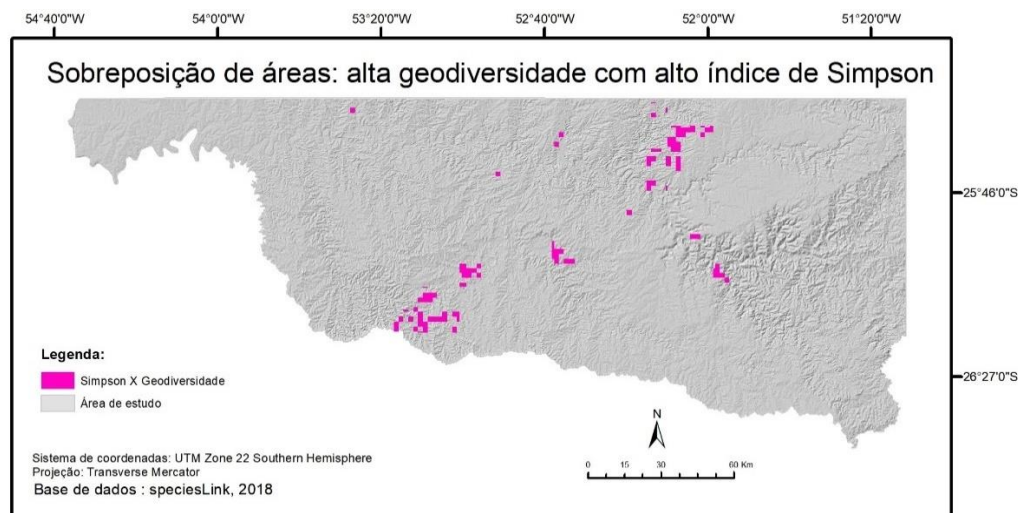 54°40'0"W 54°0'0"W 53°20'0"W 52°40'0"W 52°0'0"W 51°20'0"W
Sobreposição de áreas: alta geodiversidade com alto índice de Simpson
25°46'0"S
Legenda:
Simpson X Geodiversidade
26°27'0"S
Área de estudo
N
Sistema de coordenadas: UTM Zone 22 Southern Hemisphere
0 15 30 60 Km
Projeção: Transverse Mercator
Base de dados : speciesLink, 2018